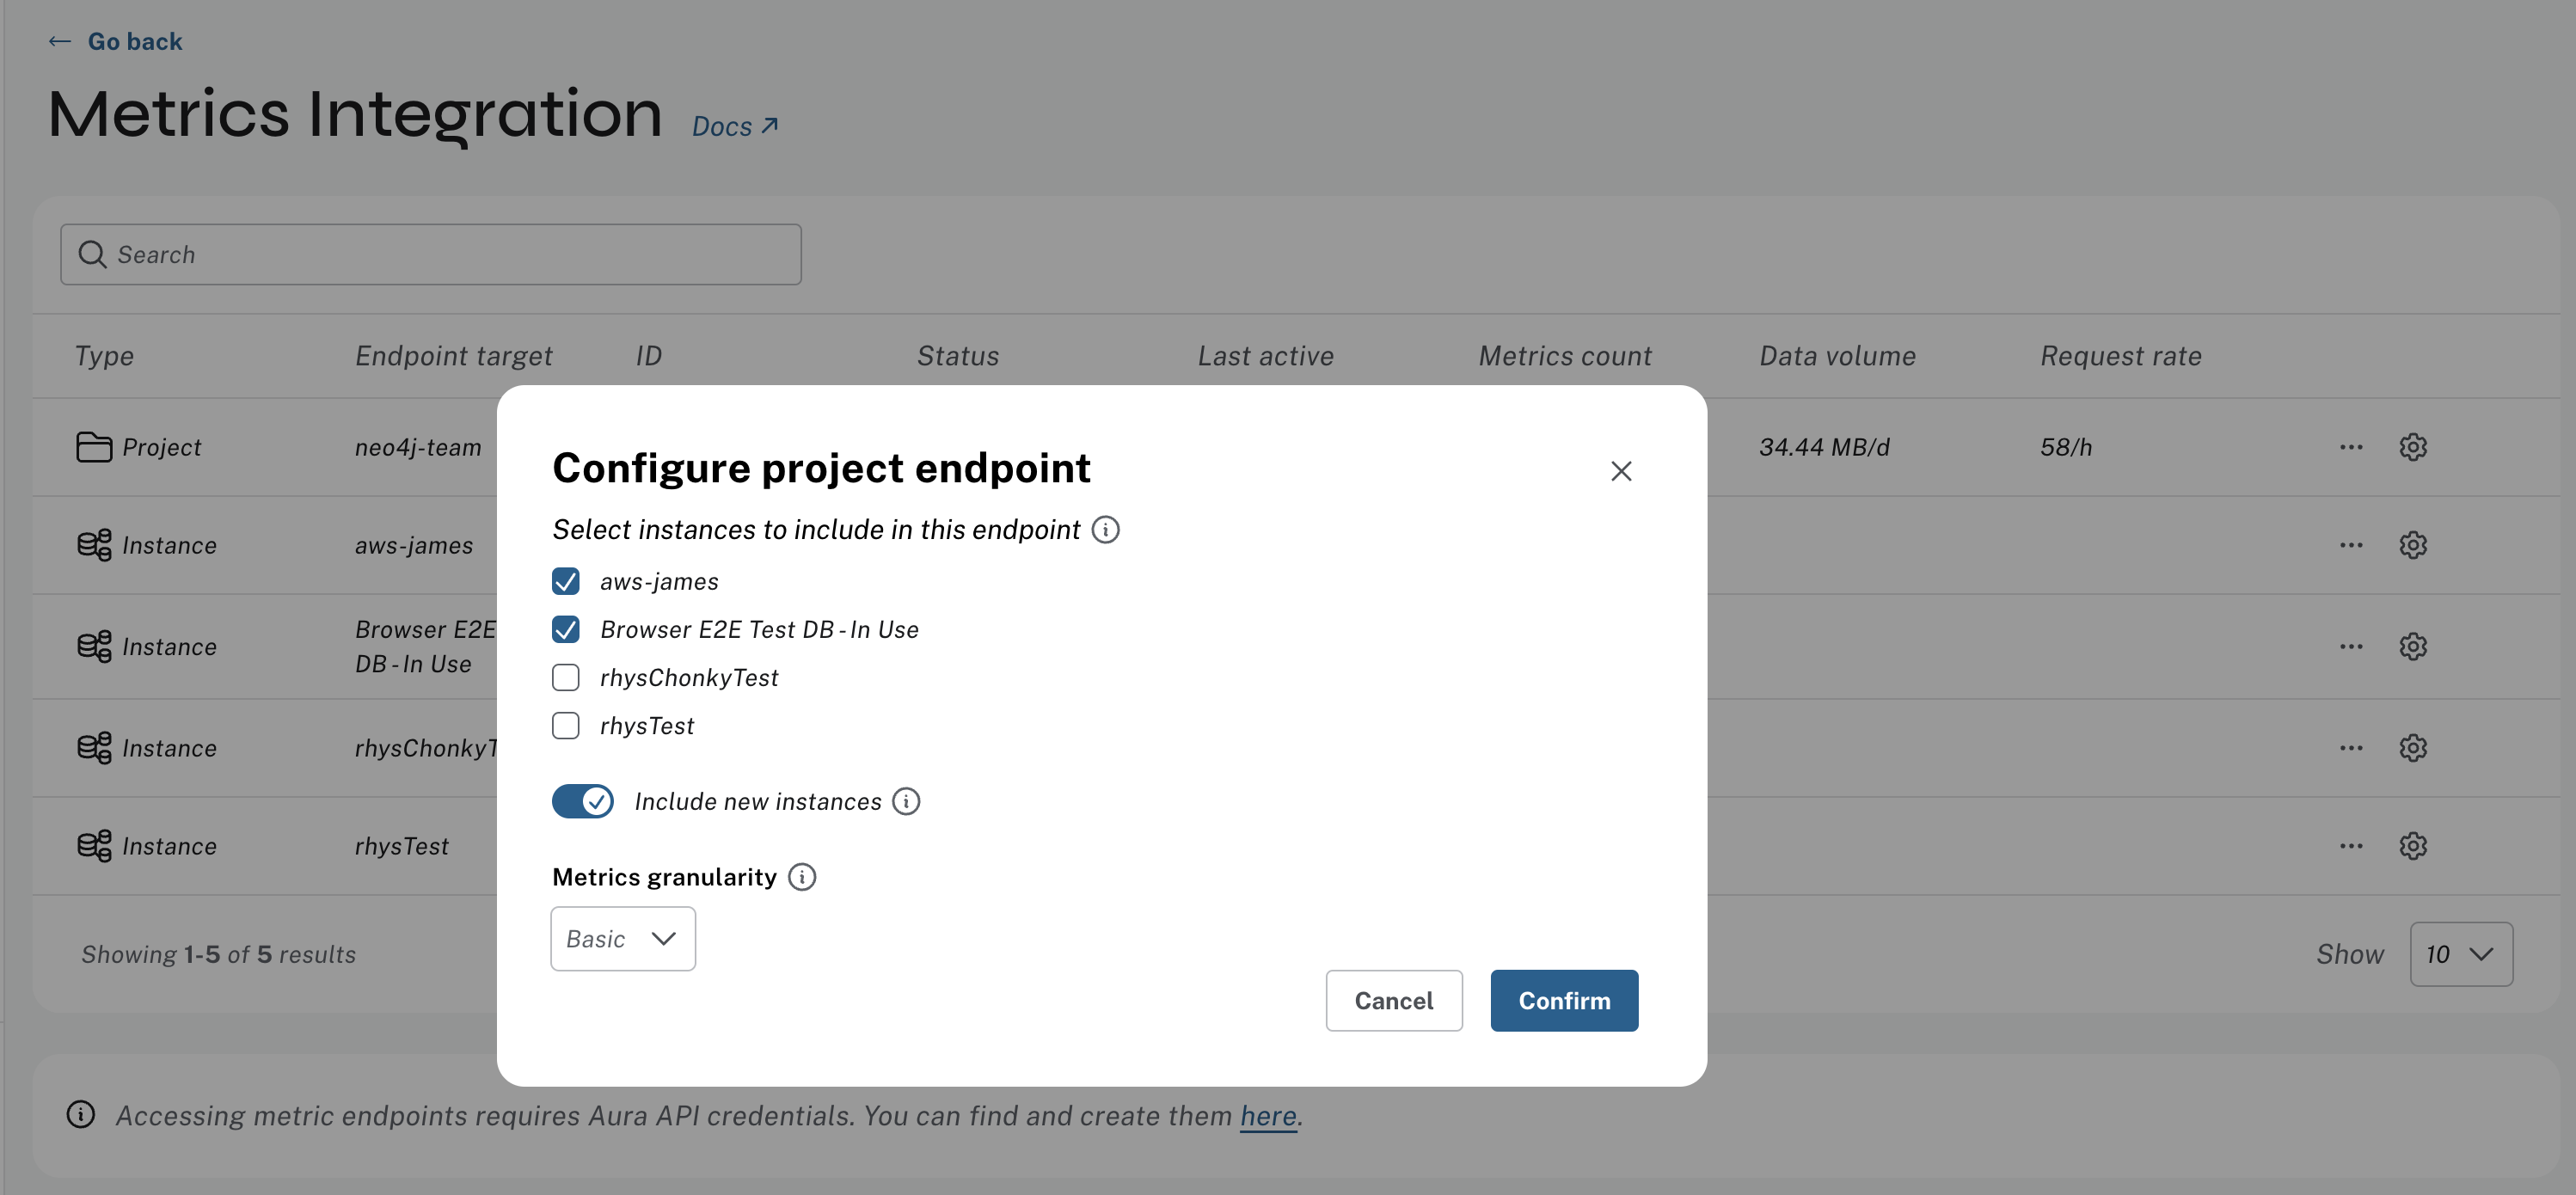 Go back
Metrics Integration Docs
Search
Type Endpoint target ID Status Last active Metrics count Data volume Request rate
Project neo4j-team 34.44 MB/d 58/h
Instance aws-james
Instance Browser E2E
DB - In Use
Instance
Instance rhysTest
Showing 1-5 of 5 results
Show 10
Configure project endpoint
Select instances to include in this endpoint
aws-james
Browser E2E Test DB - In Use
rhysChonkyTest
rhysTest
Include new instances
Metrics granularity
Basic
Cancel Confirm
Accessing metric endpoints requires Aura API credentials. You can find and create them here.